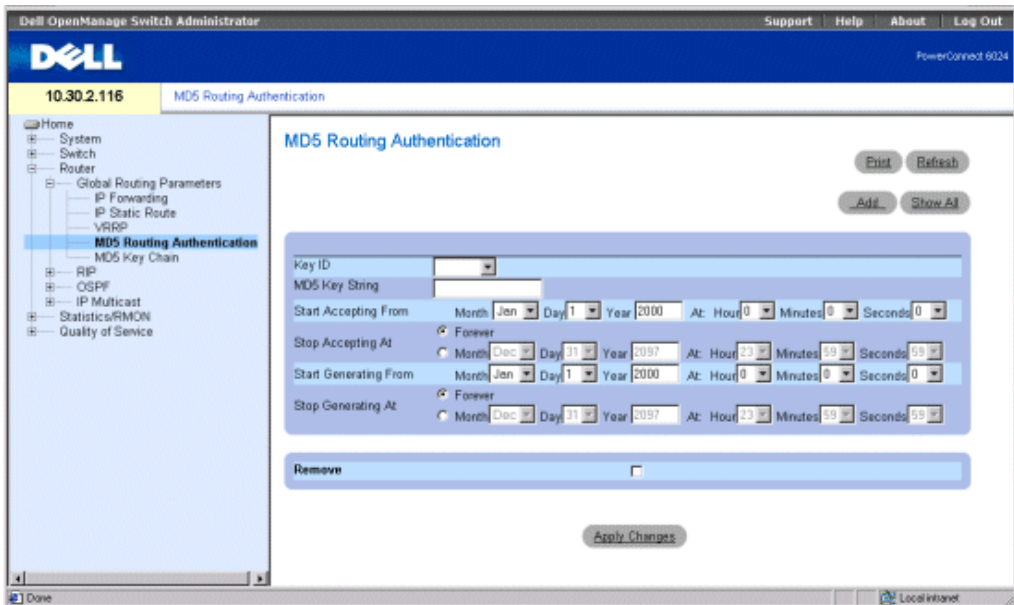 Dell OpenManage Switch Administrator Support Help About Log Out
DELL
PowerConnect 6024
10.30.2.116 MD5 Routing Authentication
Home
System
Switch
Router
Global Routing Parameters
IP Forwarding
IP Static Route
VRRP
MD5 Routing Authentication
MD5 Key Chain
RIP
OSPF
IP Multicast
Statistics/RMON
Quality of Service
MD5 Routing Authentication
Print Refresh
Add Show All
Key ID
MD5 Key String
Start Accepting From Month Jan Day 1 Year 2000 At: Hour 0 Minutes 0 Seconds 0
Stop Accepting At Forever
Month Dec Day 31 Year 2097 At: Hour 23 Minutes 59 Seconds 59
Start Generating From Month Jan Day 1 Year 2000 At: Hour 0 Minutes 0 Seconds 0
Stop Generating At Forever
Month Dec Day 31 Year 2097 At: Hour 23 Minutes 59 Seconds 59
Remove
Apply Changes
Done Local intranet